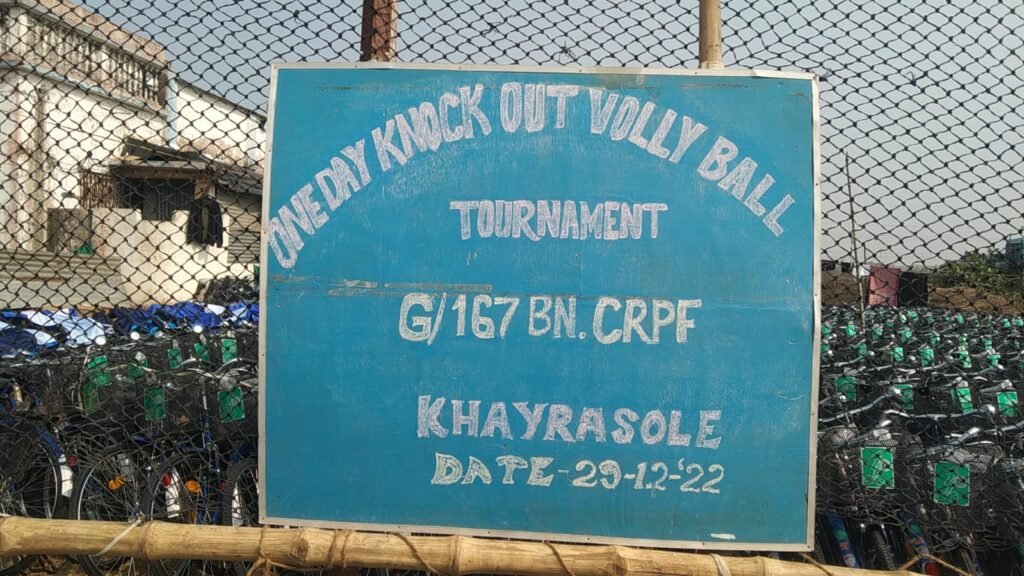 ONE DAY KNOCK OUT VOLLY BALL
TOURNAMENT
G/167 BN. CRPF
KHAYRASOLE
DATE-29-12-'22